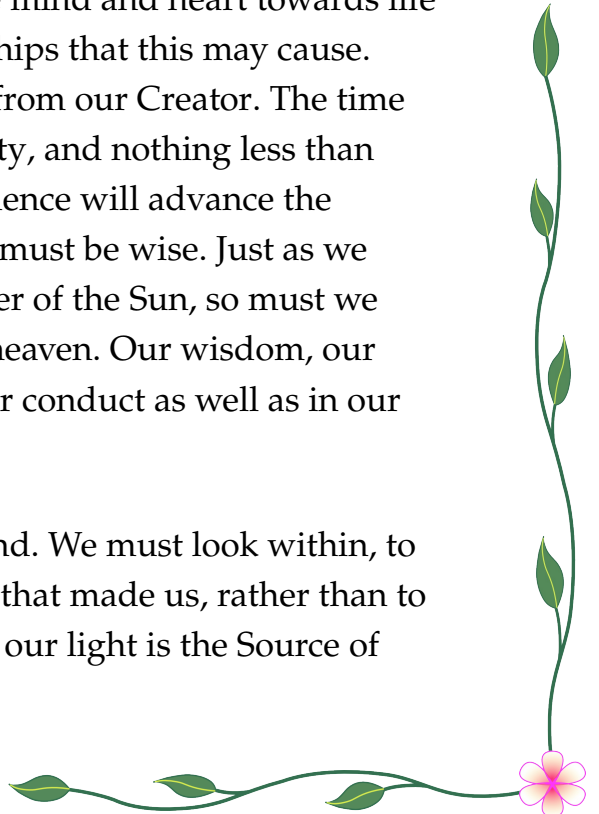 mind and heart towards life
hips that this may cause.
from our Creator. The time
ty, and nothing less than
ience will advance the
must be wise. Just as we
er of the Sun, so must we
heaven. Our wisdom, our
r conduct as well as in our
nd. We must look within, to
that made us, rather than to
our light is the Source of